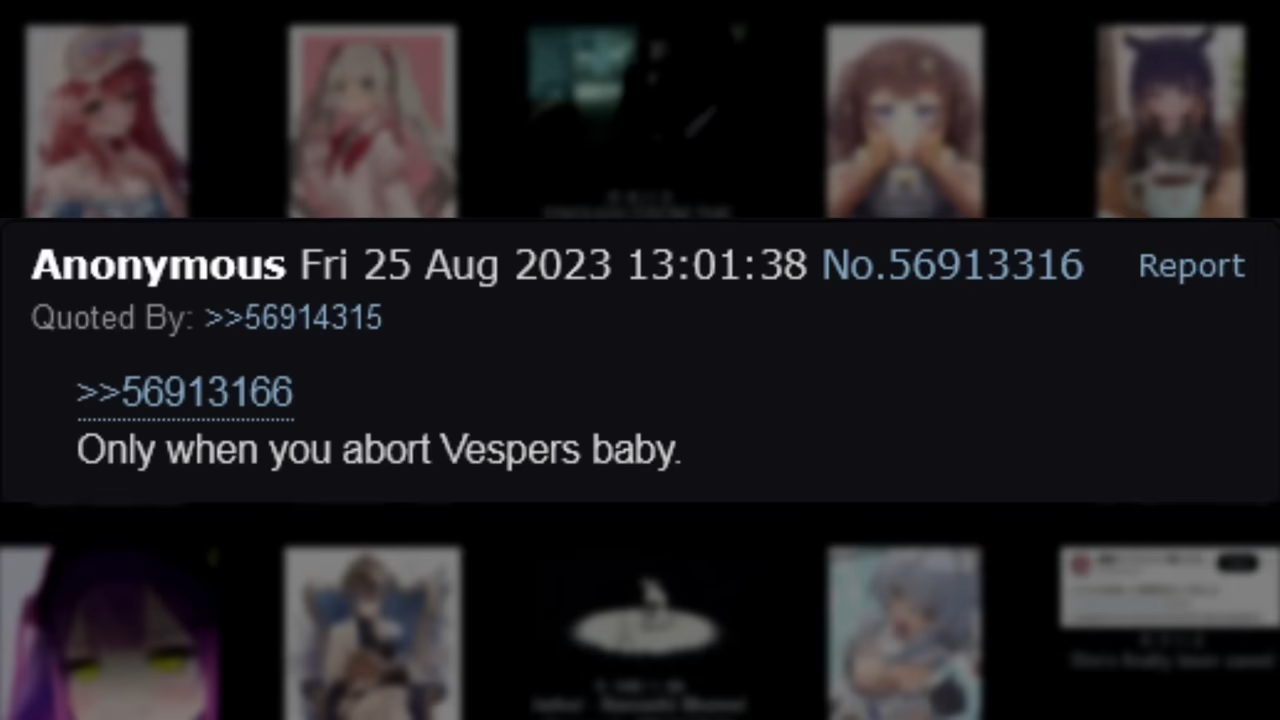 Anonymous Fri 25 Aug 2023 13:01:38 No.56913316 Report
Quoted By: >>56914315
>>56913166
Only when you abort Vespers baby.